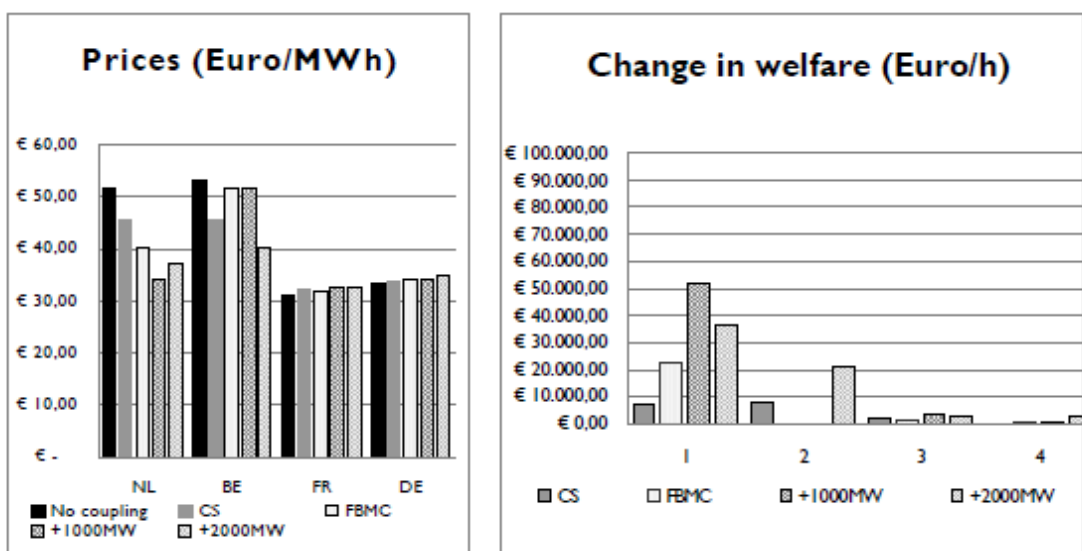 Prices (Euro/MWh)
€ 60,00
€ 50,00
€ 40,00
€ 30,00
€ 20,00
€ 10,00
€ -
NL BE FR DE
No coupling CS FBMC
+1000MW +2000MW
Change in welfare (Euro/h)
€ 100.000,00
€ 90.000,00
€ 80.000,00
€ 70.000,00
€ 60.000,00
€ 50.000,00
€ 40.000,00
€ 30.000,00
€ 20.000,00
€ 10.000,00
€ 0,00
1 2 3 4
CS FBMC +1000MW +2000MW